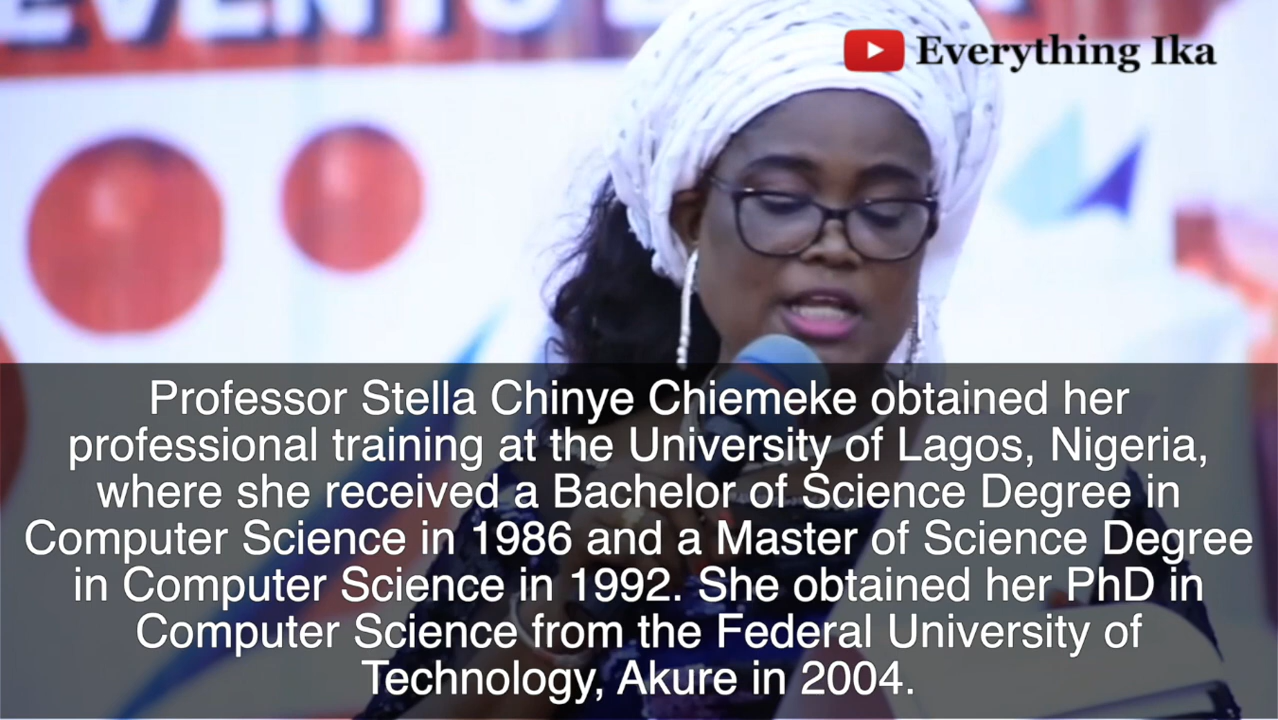 EVENTS
Everything Ika
Professor Stella Chinye Chiemeke obtained her
professional training at the University of Lagos, Nigeria,
where she received a Bachelor of Science Degree in
Computer Science in 1986 and a Master of Science Degree
in Computer Science in 1992. She obtained her PhD in
Computer Science from the Federal University of
Technology, Akure in 2004.